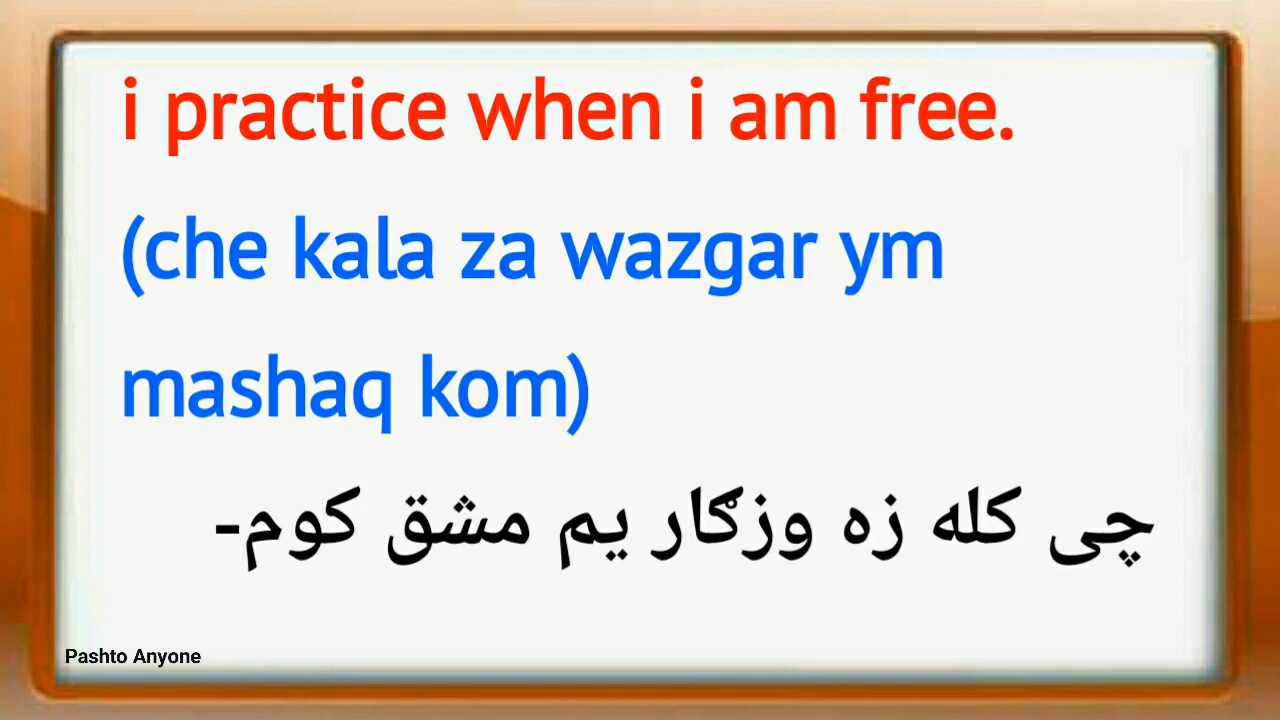 i practice when i am free.
(che kala za wazgar ym
mashaq kom)
چی کله زه وزګار یم مشق کوم-
Pashto Anyone